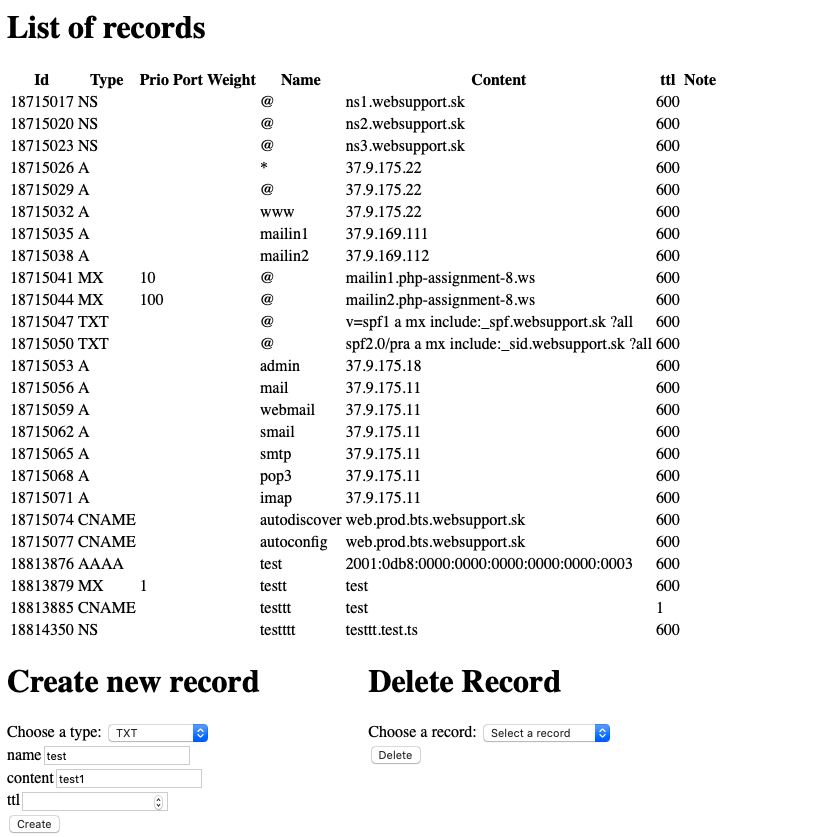 List of records
Id Type Prio Port Weight Name Content ttl Note
18715017 NS @ ns1.websupport.sk 600
18715020 NS @ ns2.websupport.sk 600
18715023 NS @ ns3.websupport.sk 600
18715026 A * 37.9.175.22 600
18715029 A @ 37.9.175.22 600
18715032 A www 37.9.175.22 600
18715035 A mailin1 37.9.169.111 600
18715038 A mailin2 37.9.169.112 600
18715041 MX 10 @ mailin1.php-assignment-8.ws 600
18715044 MX 100 @ mailin2.php-assignment-8.ws 600
18715047 TXT @ v=spf1 a mx include:_spf.websupport.sk ?all 600
18715050 TXT @ spf2.0/pra a mx include:_sid.websupport.sk ?all 600
18715053 A admin 37.9.175.18 600
18715056 A mail 37.9.175.11 600
18715059 A webmail 37.9.175.11 600
18715062 A smail 37.9.175.11 600
18715065 A smtp 37.9.175.11 600
18715068 A pop3 37.9.175.11 600
18715071 A imap 37.9.175.11 600
18715074 CNAME autodiscover web.prod.bts.websupport.sk 600
18715077 CNAME autoconfig web.prod.bts.websupport.sk 600
18813876 AAAA test 2001:0db8:0000:0000:0000:0000:0000:0003 600
18813879 MX 1 testt test 600
18813885 CNAME testtt test 1
18814350 NS testttt testtt.test.ts 600
Create new record
Choose a type: TXT
name test
content test1
ttl
Create
Delete Record
Choose a record: Select a record
Delete